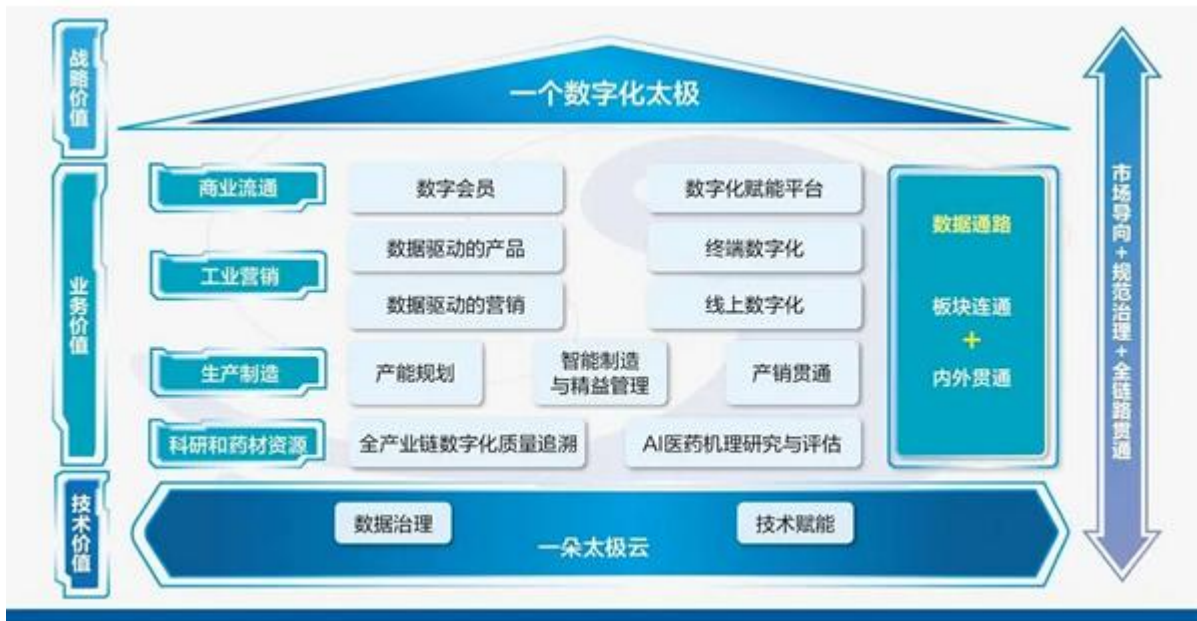 战略价值
一个数字化太极
业务价值
商业流通
数字会员
数字化赋能平台
工业营销
数据驱动的产品
终端数字化
数据驱动的营销
线上数字化
生产制造
产能规划
智能制造
与精益管理
产销贯通
科研和药材资源
全产业链数字化质量追溯
AI医药机理研究与评估
数据通路
板块连通
+
内外贯通
技术价值
数据治理
技术赋能
一朵太极云
市场导向+规范治理+全链路贯通